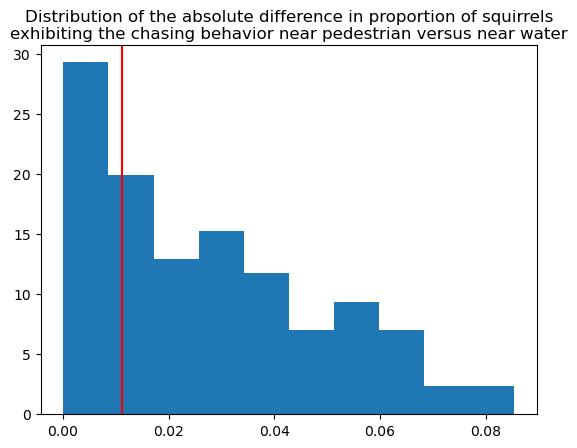 Distribution of the absolute difference in proportion of squirrels
exhibiting the chasing behavior near pedestrian versus near water
30
25
20
15
10
5
0
0.00 0.02 0.04 0.06 0.08